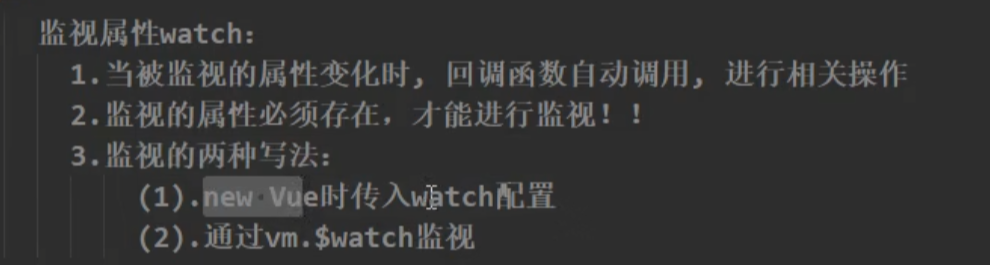 监视属性watch：
1.当被监视的属性变化时, 回调函数自动调用, 进行相关操作
2.监视的属性必须存在，才能进行监视！！
3.监视的两种写法：
(1).new Vue时传入watch配置
(2).通过vm.$watch监视